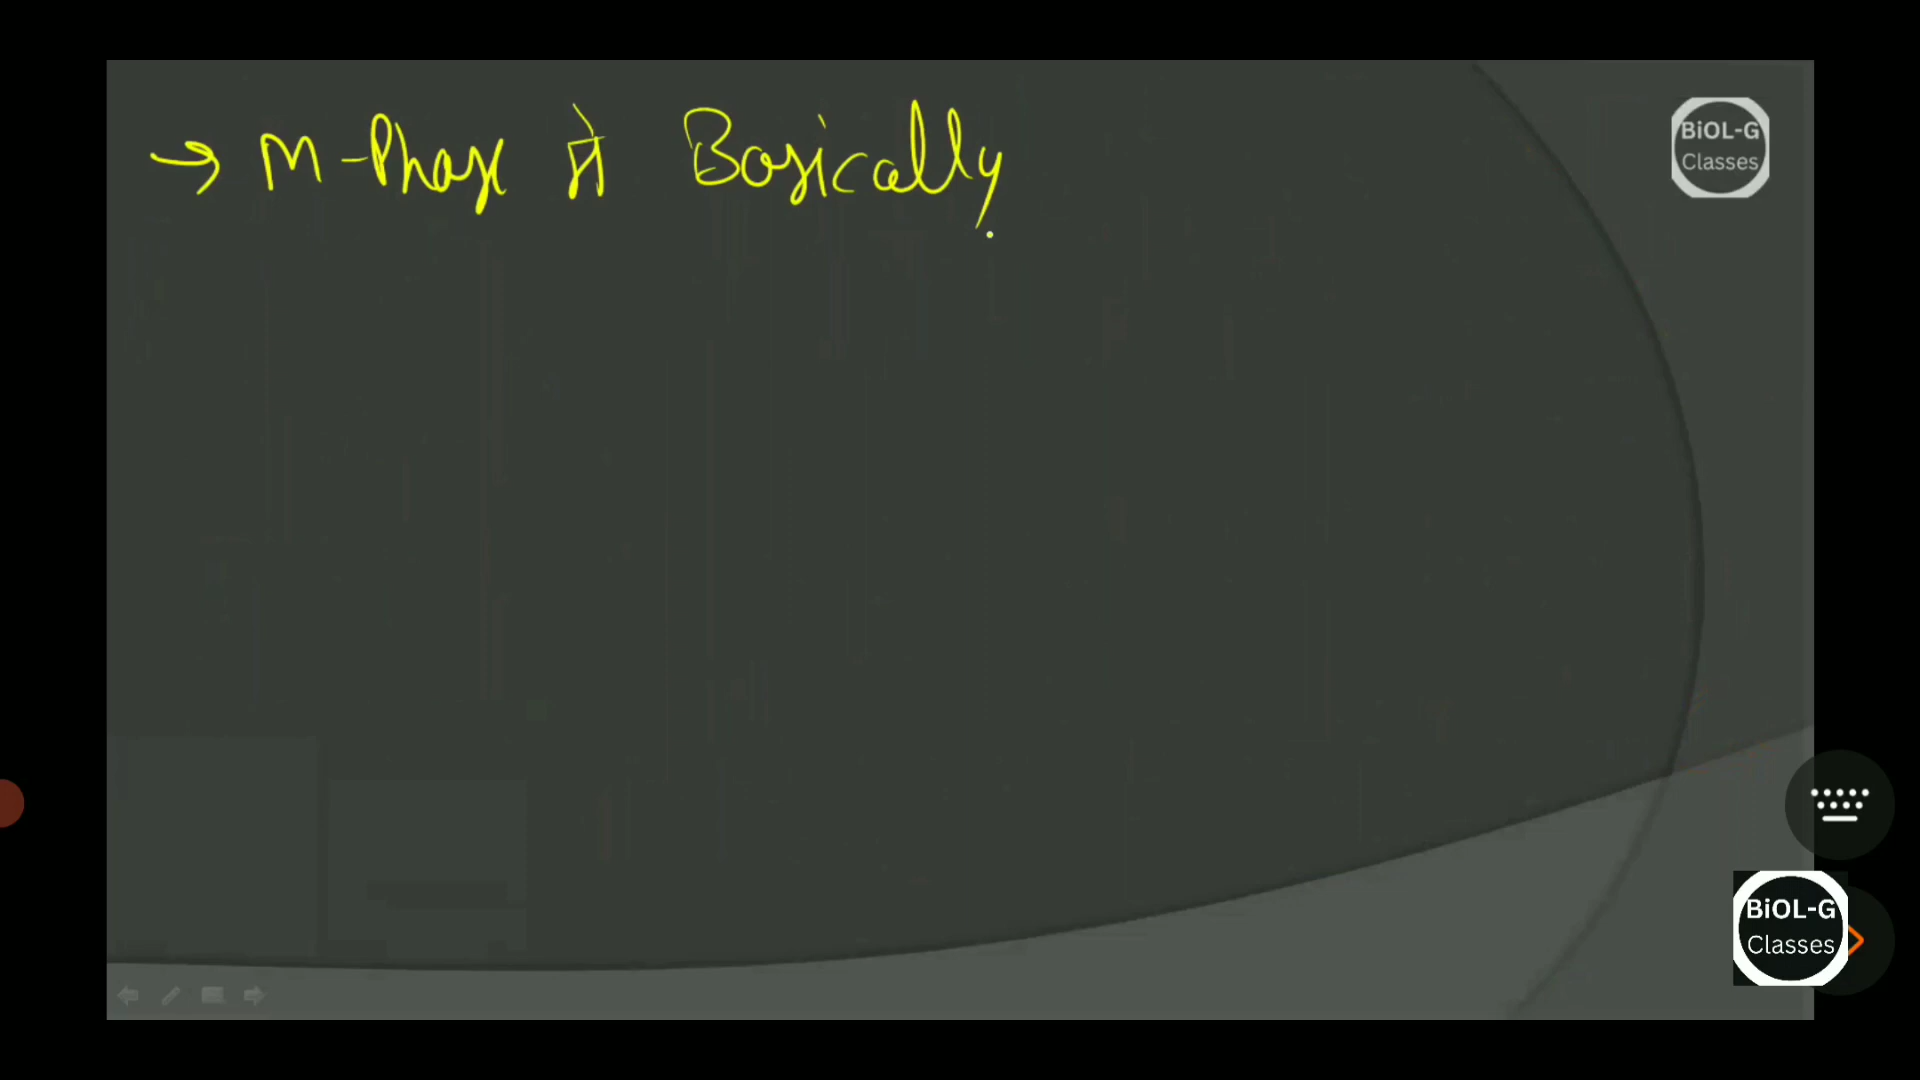 → M-Phase में Basically
BiOL-G
Classes
BiOL-G
Classes